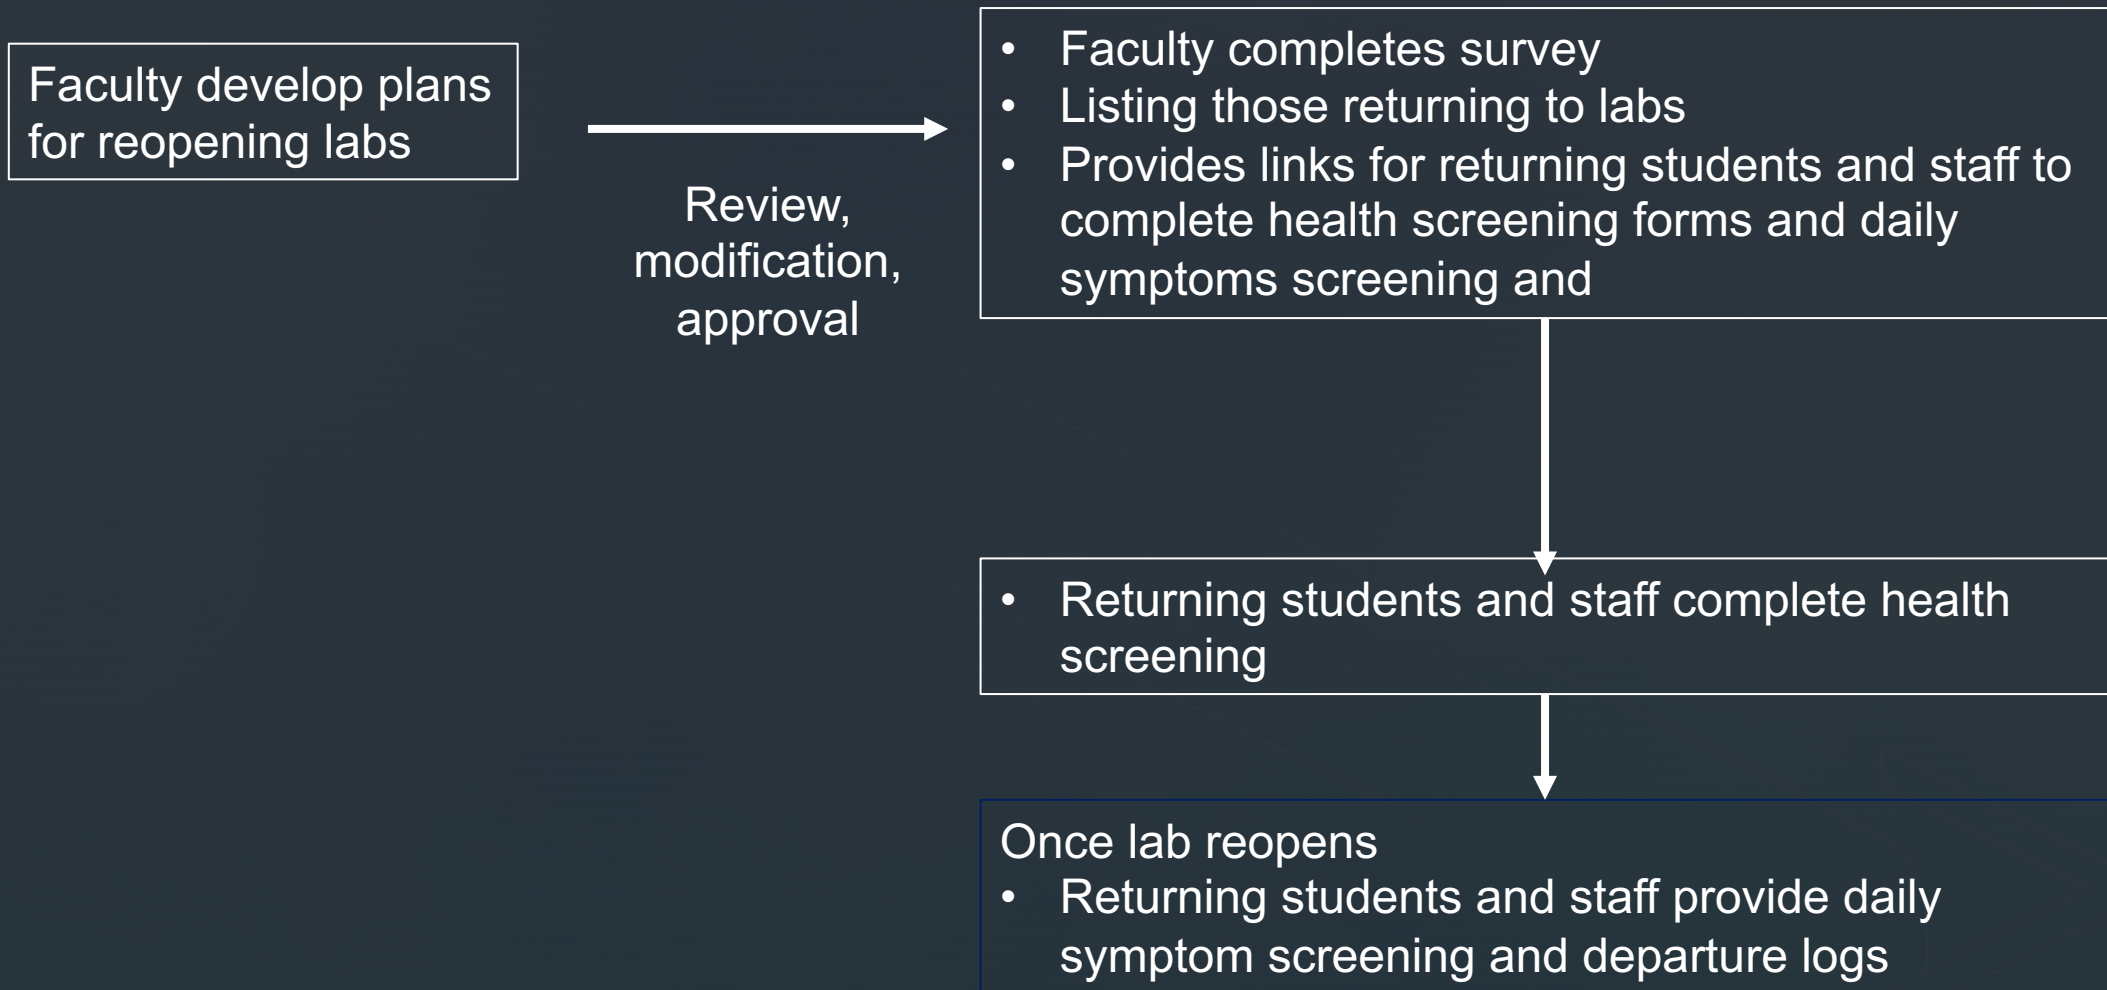 Faculty develop plans
for reopening labs
Review,
modification,
approval
• Faculty completes survey
• Listing those returning to labs
• Provides links for returning students and staff to
complete health screening forms and daily
symptoms screening and
• Returning students and staff complete health
screening
Once lab reopens
• Returning students and staff provide daily
symptom screening and departure logs